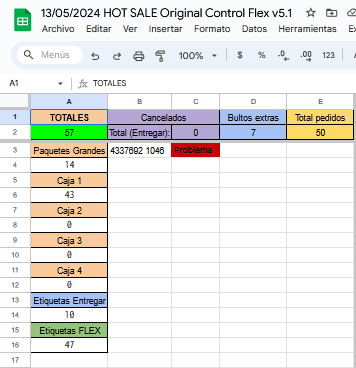 13/05/2024 HOT SALE Original Control Flex v5.1
Archivo Editar Ver Insertar Formato Datos Herramientas
Menús 100% $ % .0 .00 123
A1 fx TOTALES
A B C D E
1 TOTALES Cancelados Bultos extras Total pedidos
2 57 Total (Entregar): 0 7 50
3 Paquetes Grandes 4337692 1046 Problema
4 14
5 Caja 1
6 43
7 Caja 2
8 0
9 Caja 3
10 0
11 Caja 4
12 0
13 Etiquetas Entregar
14 10
15 Etiquetas FLEX
16 47
17